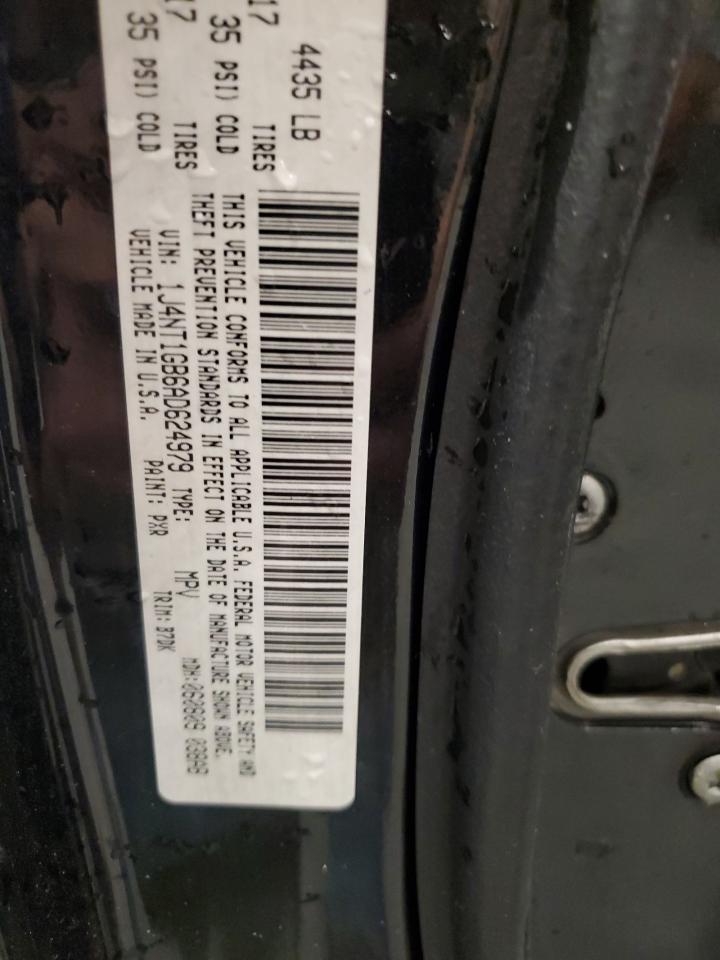 4435 LB
17 TIRES
35 PSI) COLD
17 TIRES
35 PSI) COLD
THIS VEHICLE CONFORMS TO ALL APPLICABLE U.S.A. FEDERAL MOTOR VEHICLE SAFETY AND
THEFT PREVENTION STANDARDS IN EFFECT ON THE DATE OF MANUFACTURE SHOWN ABOVE.
VIN: 1J4NT1GB6AD624979 TYPE: MPV MDH:
VEHICLE MADE IN U.S.A. PAINT: PXR TRIM: B7DK